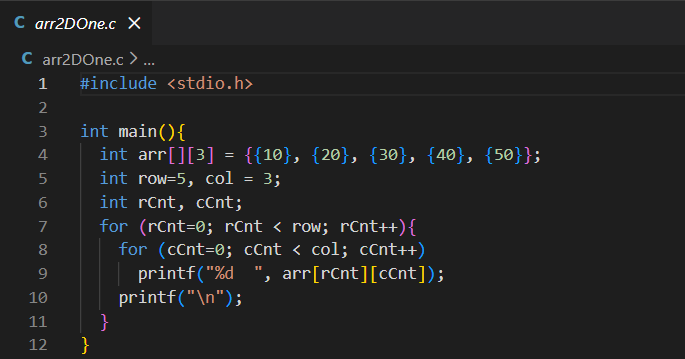 C arr2DOne.c ×
C arr2DOne.c > ...
1 #include <stdio.h>
2
3 int main(){
4 int arr[][3] = {{10}, {20}, {30}, {40}, {50}};
5 int row=5, col = 3;
6 int rCnt, cCnt;
7 for (rCnt=0; rCnt < row; rCnt++){
8 for (cCnt=0; cCnt < col; cCnt++)
9 printf("%d  ", arr[rCnt][cCnt]);
10 printf("\n");
11 }
12 }